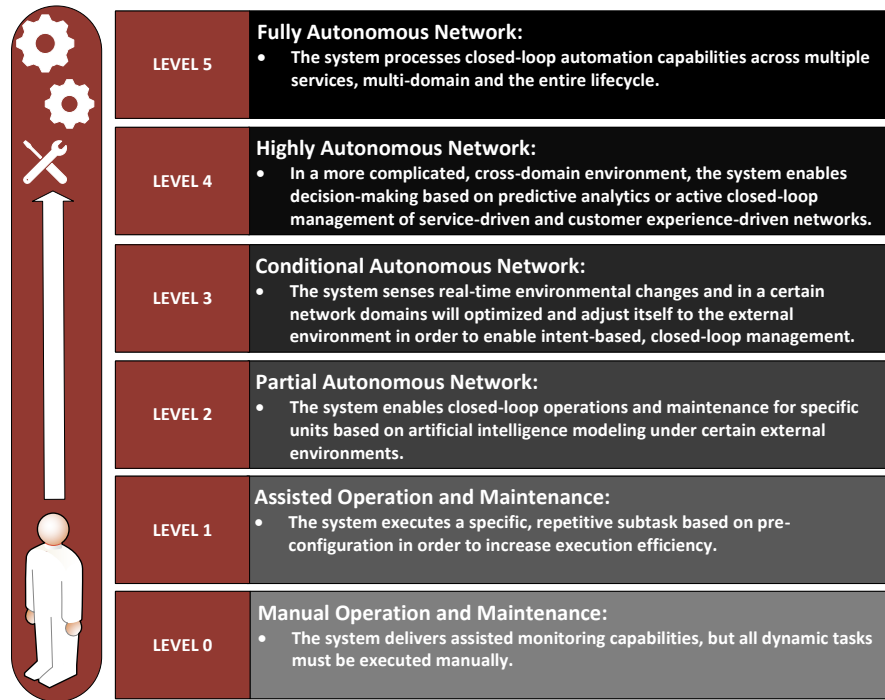 LEVEL 5
Fully Autonomous Network:
• The system processes closed-loop automation capabilities across multiple
services, multi-domain and the entire lifecycle.
LEVEL 4
Highly Autonomous Network:
• In a more complicated, cross-domain environment, the system enables
decision-making based on predictive analytics or active closed-loop
management of service-driven and customer experience-driven networks.
LEVEL 3
Conditional Autonomous Network:
• The system senses real-time environmental changes and in a certain
network domains will optimized and adjust itself to the external
environment in order to enable intent-based, closed-loop management.
LEVEL 2
Partial Autonomous Network:
• The system enables closed-loop operations and maintenance for specific
units based on artificial intelligence modeling under certain external
environments.
LEVEL 1
Assisted Operation and Maintenance:
• The system executes a specific, repetitive subtask based on pre-
configuration in order to increase execution efficiency.
LEVEL 0
Manual Operation and Maintenance:
• The system delivers assisted monitoring capabilities, but all dynamic tasks
must be executed manually.